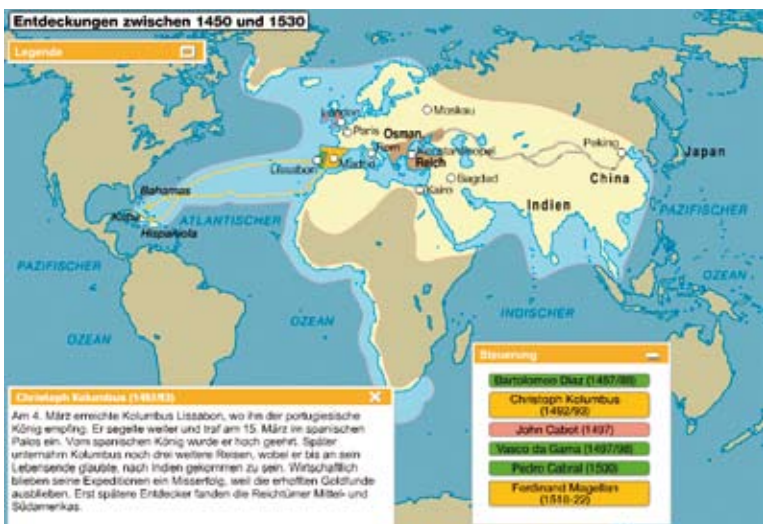 Entdeckungen zwischen 1450 und 1530
Legende
London
Moskau
Paris
Osman.
Rom
Konstantinopel
Reich
Lissabon
Madrid
Bagdad
Kairo
Peking
Japan
China
Indien
Bahamas
Kuba
Hispaniola
ATLANTISCHER
OZEAN
PAZIFISCHER
OZEAN
PAZIFISCHER
OZEAN
INDISCHER
OZEAN
Christoph Kolumbus (1492/93)
Am 4. März erreichte Kolumbus Lissabon, wo ihn der portugiesische
König empfing. Er segelte weiter und traf am 15. März im spanischen
Palos ein. Vom spanischen König wurde er hoch geehrt. Später
unternahm Kolumbus noch drei weitere Reisen, wobei er bis an sein
Lebensende glaubte, nach Indien gekommen zu sein. Wirtschaftlich
blieben seine Expeditionen ein Misserfolg, weil die erhofften Goldfunde
ausblieben. Erst spätere Entdecker fanden die Reichtümer Mittel- und
Südamerikas.
Steuerung
Bartolomeo Diaz (1487/88)
Christoph Kolumbus
(1492/93)
John Cabot (1497)
Vasco da Gama (1497/98)
Pedro Cabral (1500)
Ferdinand Magellan
(1519-22)